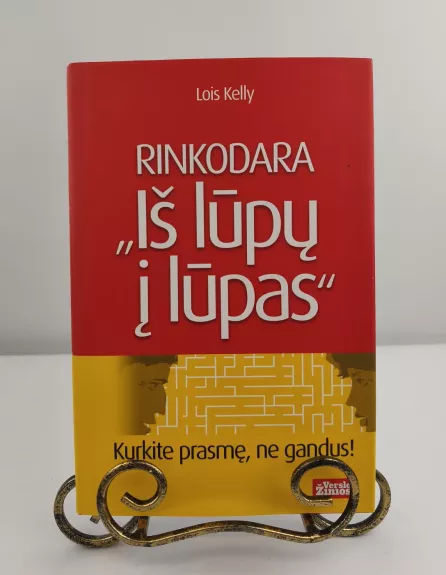 Lois Kelly
RINKODARA
„Iš lūpų
į lūpas“
Kurkite prasmę, ne gandus!
Verslo
Žinios